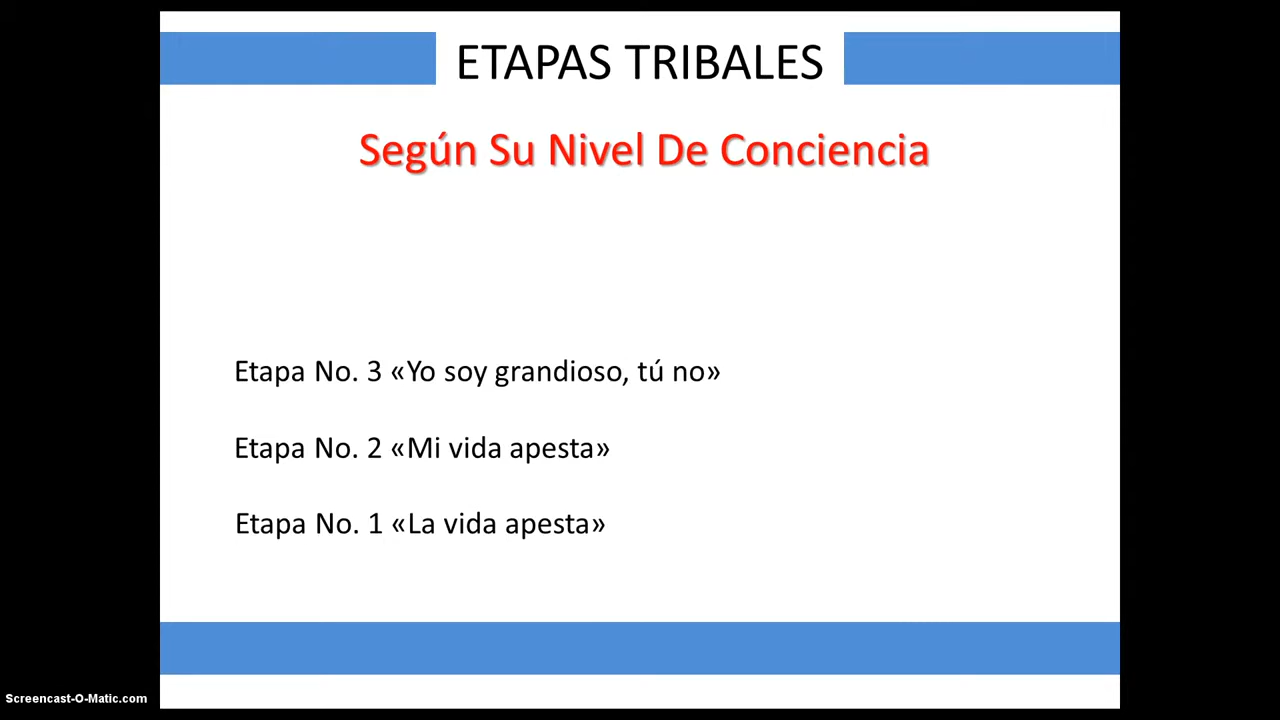 ETAPAS TRIBALES
Según Su Nivel De Conciencia
Etapa No. 3 «Yo soy grandioso, tú no»
Etapa No. 2 «Mi vida apesta»
Etapa No. 1 «La vida apesta»
Screencast-O-Matic.com